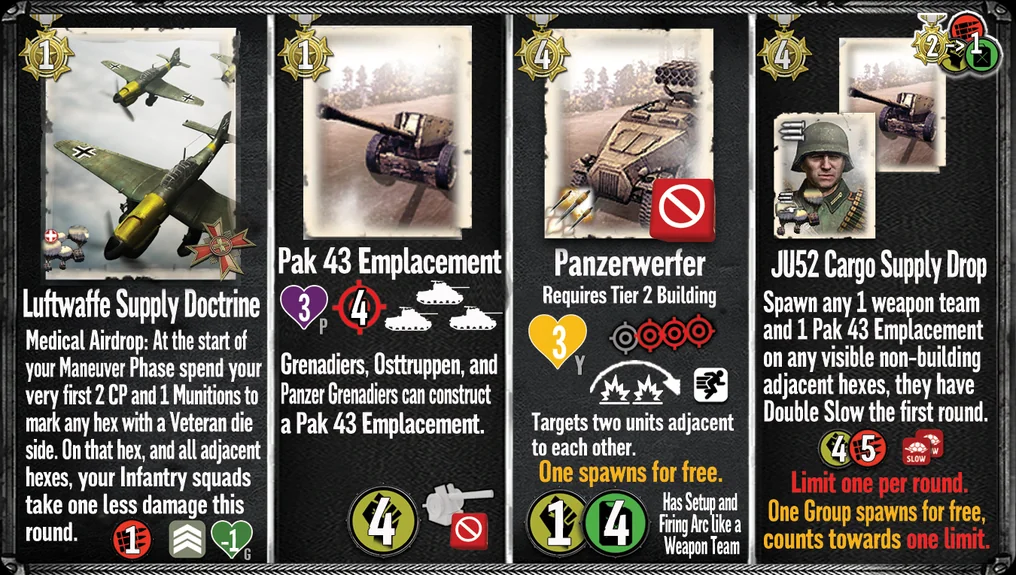 1
Luftwaffe Supply Doctrine
Medical Airdrop: At the start of
your Maneuver Phase spend your
very first 2 CP and 1 Munitions to
mark any hex with a Veteran die
side. On that hex, and all adjacent
hexes, your Infantry squads
take one less damage this
round.
1
-1
G
1
Pak 43 Emplacement
3
P
4
Grenadiers, Osttruppen, and
Panzer Grenadiers can construct
a Pak 43 Emplacement.
4
4
Panzerwerfer
Requires Tier 2 Building
3
Y
Targets two units adjacent
to each other.
One spawns for free.
1
4
Has Setup and
Firing Arc like a
Weapon Team
4
2 -> 1
JU52 Cargo Supply Drop
Spawn any 1 weapon team
and 1 Pak 43 Emplacement
on any visible non-building
adjacent hexes, they have
Double Slow the first round.
4
5
SLOW
W
Limit one per round.
One Group spawns for free,
counts towards one limit.